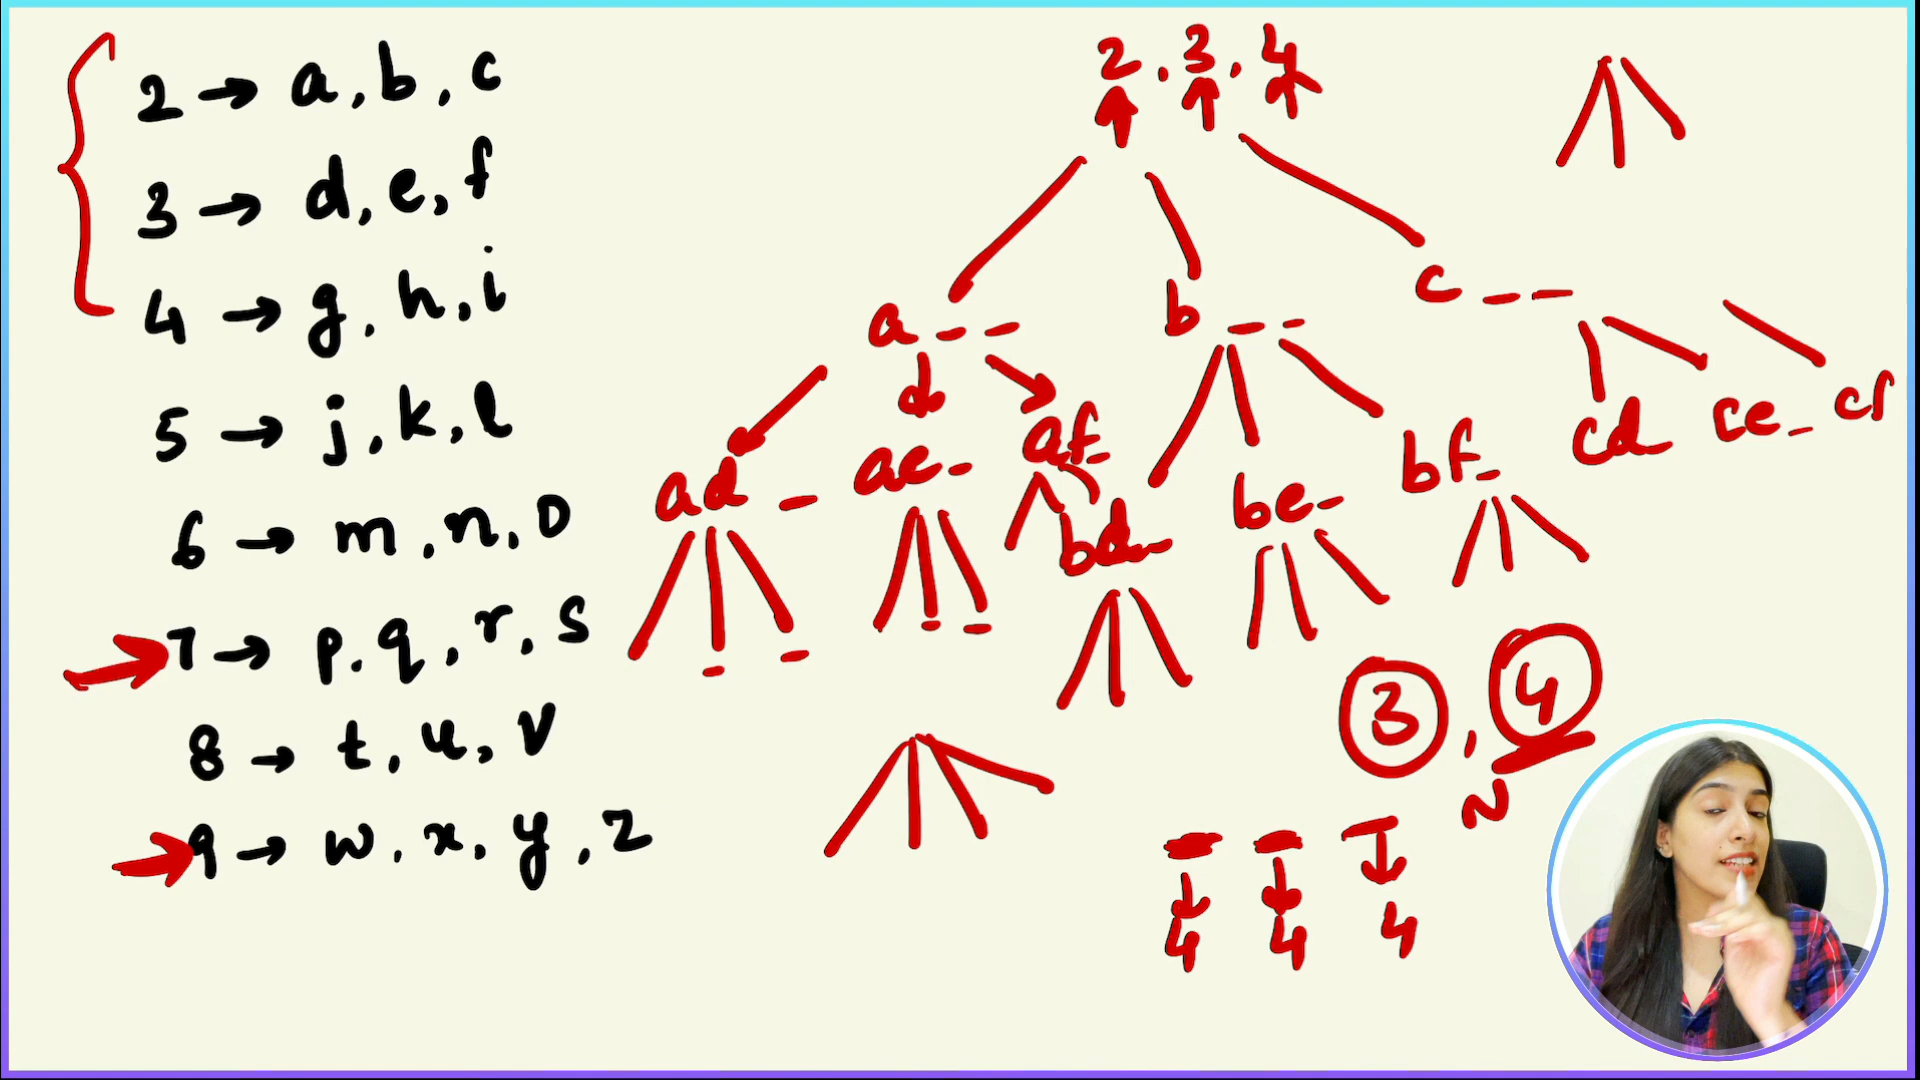 2 → a, b, c
3 → d, e, f
4 → g, h, i
5 → j, k, l
6 → m, n, o
7 → p, q, r, s
8 → t, u, v
9 → w, x, y, z
2, 3, 4
a _ _ b _ _ c _ _
d
ad _ ae _ af _ bd _ be _ bf _ cd _ ce _ cf
3, 4
N
_ _ _
4 4 4